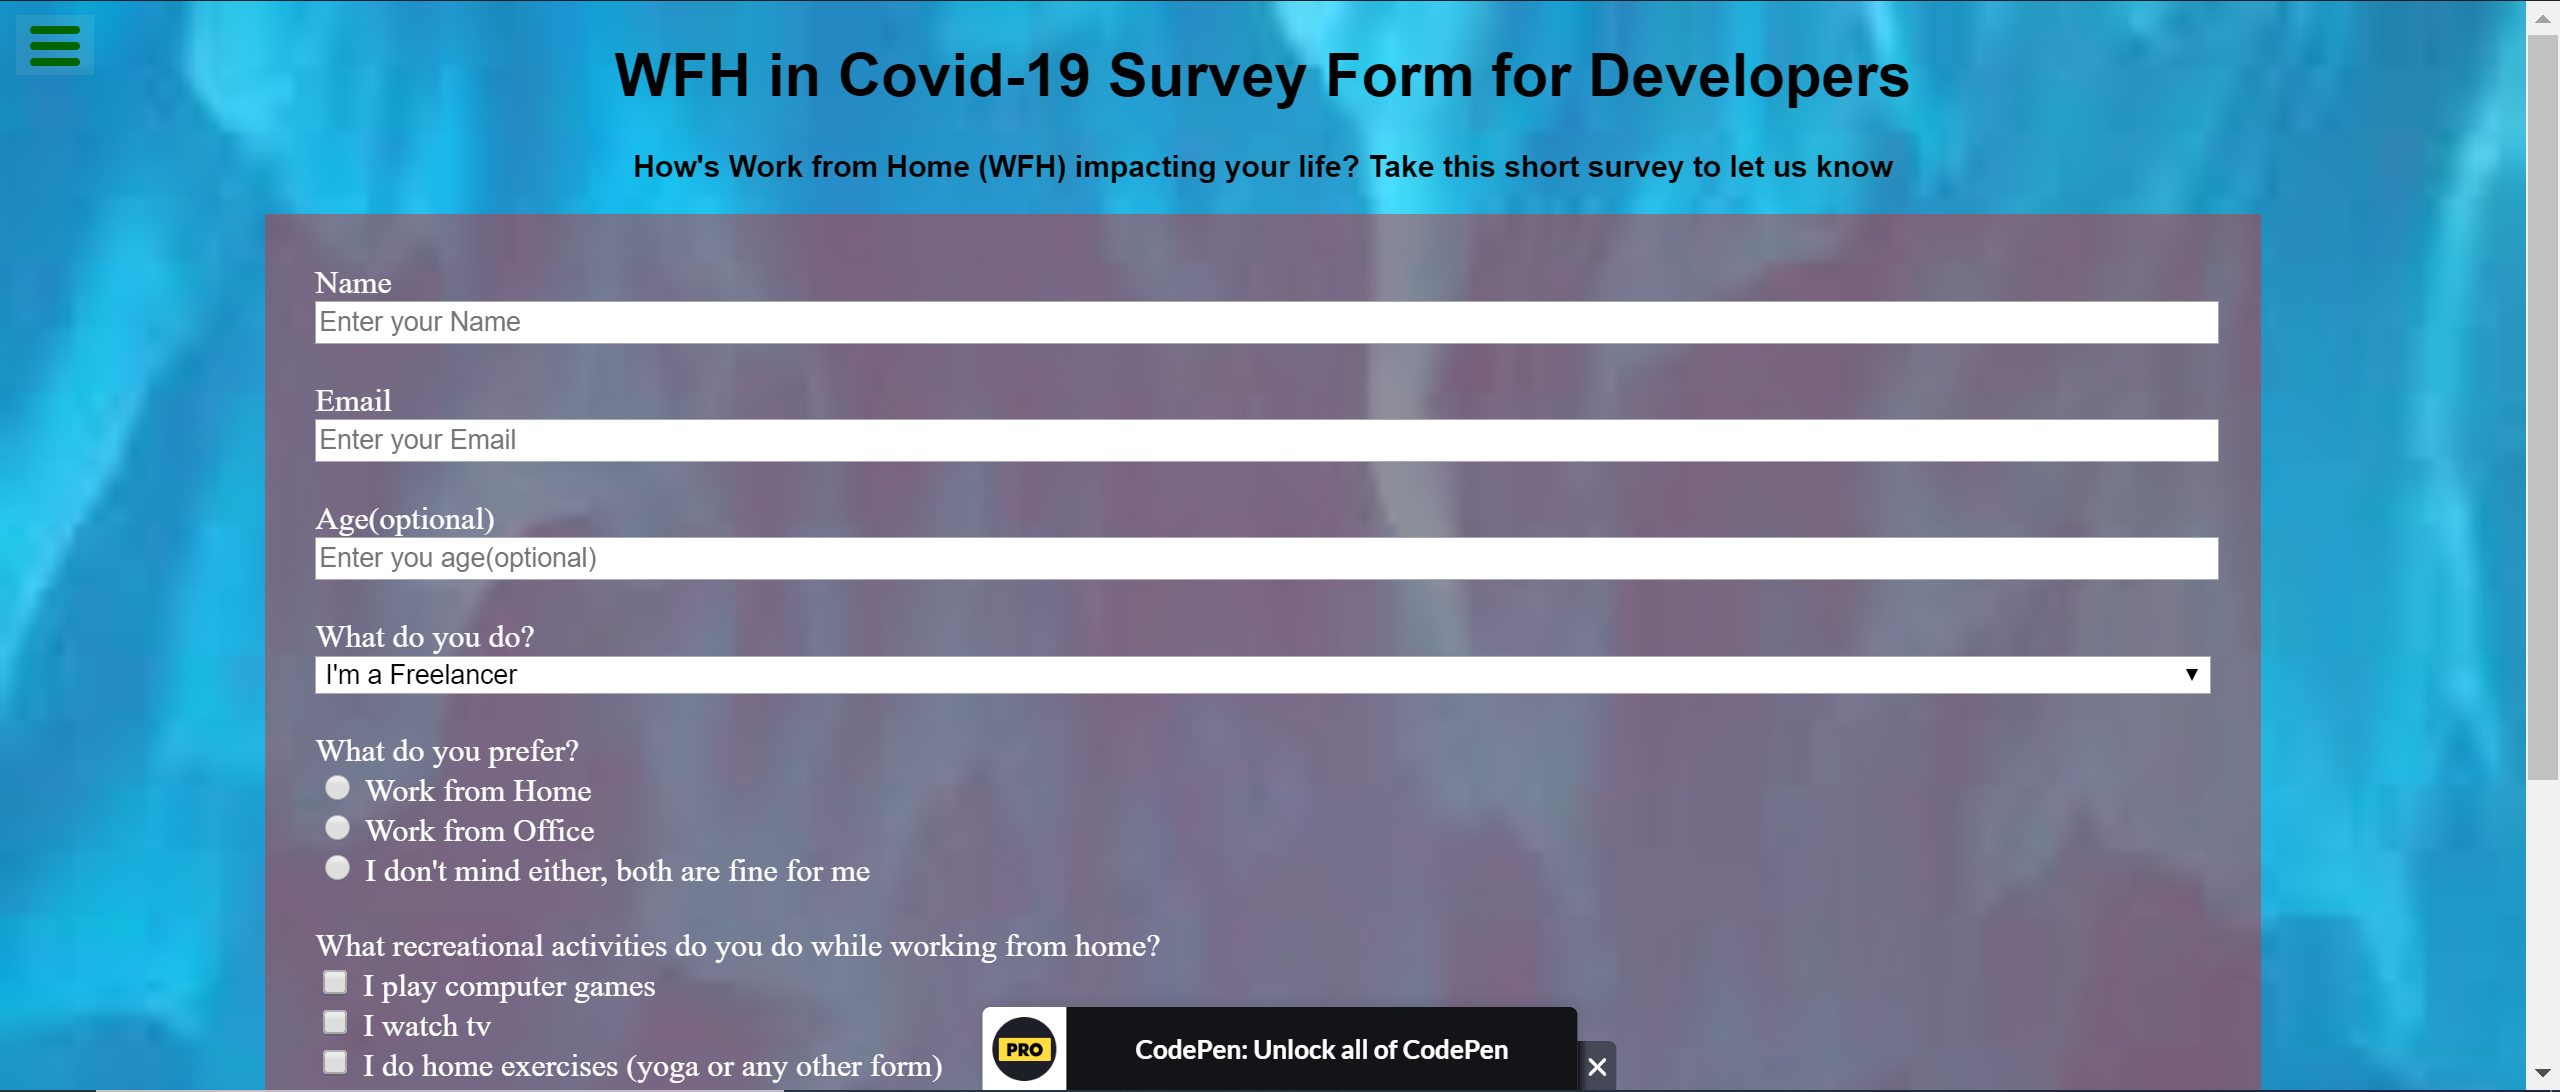 WFH in Covid-19 Survey Form for Developers
How's Work from Home (WFH) impacting your life? Take this short survey to let us know
Name
Enter your Name
Email
Enter your Email
Age(optional)
Enter you age(optional)
What do you do?
I'm a Freelancer
What do you prefer?
Work from Home
Work from Office
I don't mind either, both are fine for me
What recreational activities do you do while working from home?
I play computer games
I watch tv
I do home exercises (yoga or any other form)
PRO
CodePen: Unlock all of CodePen